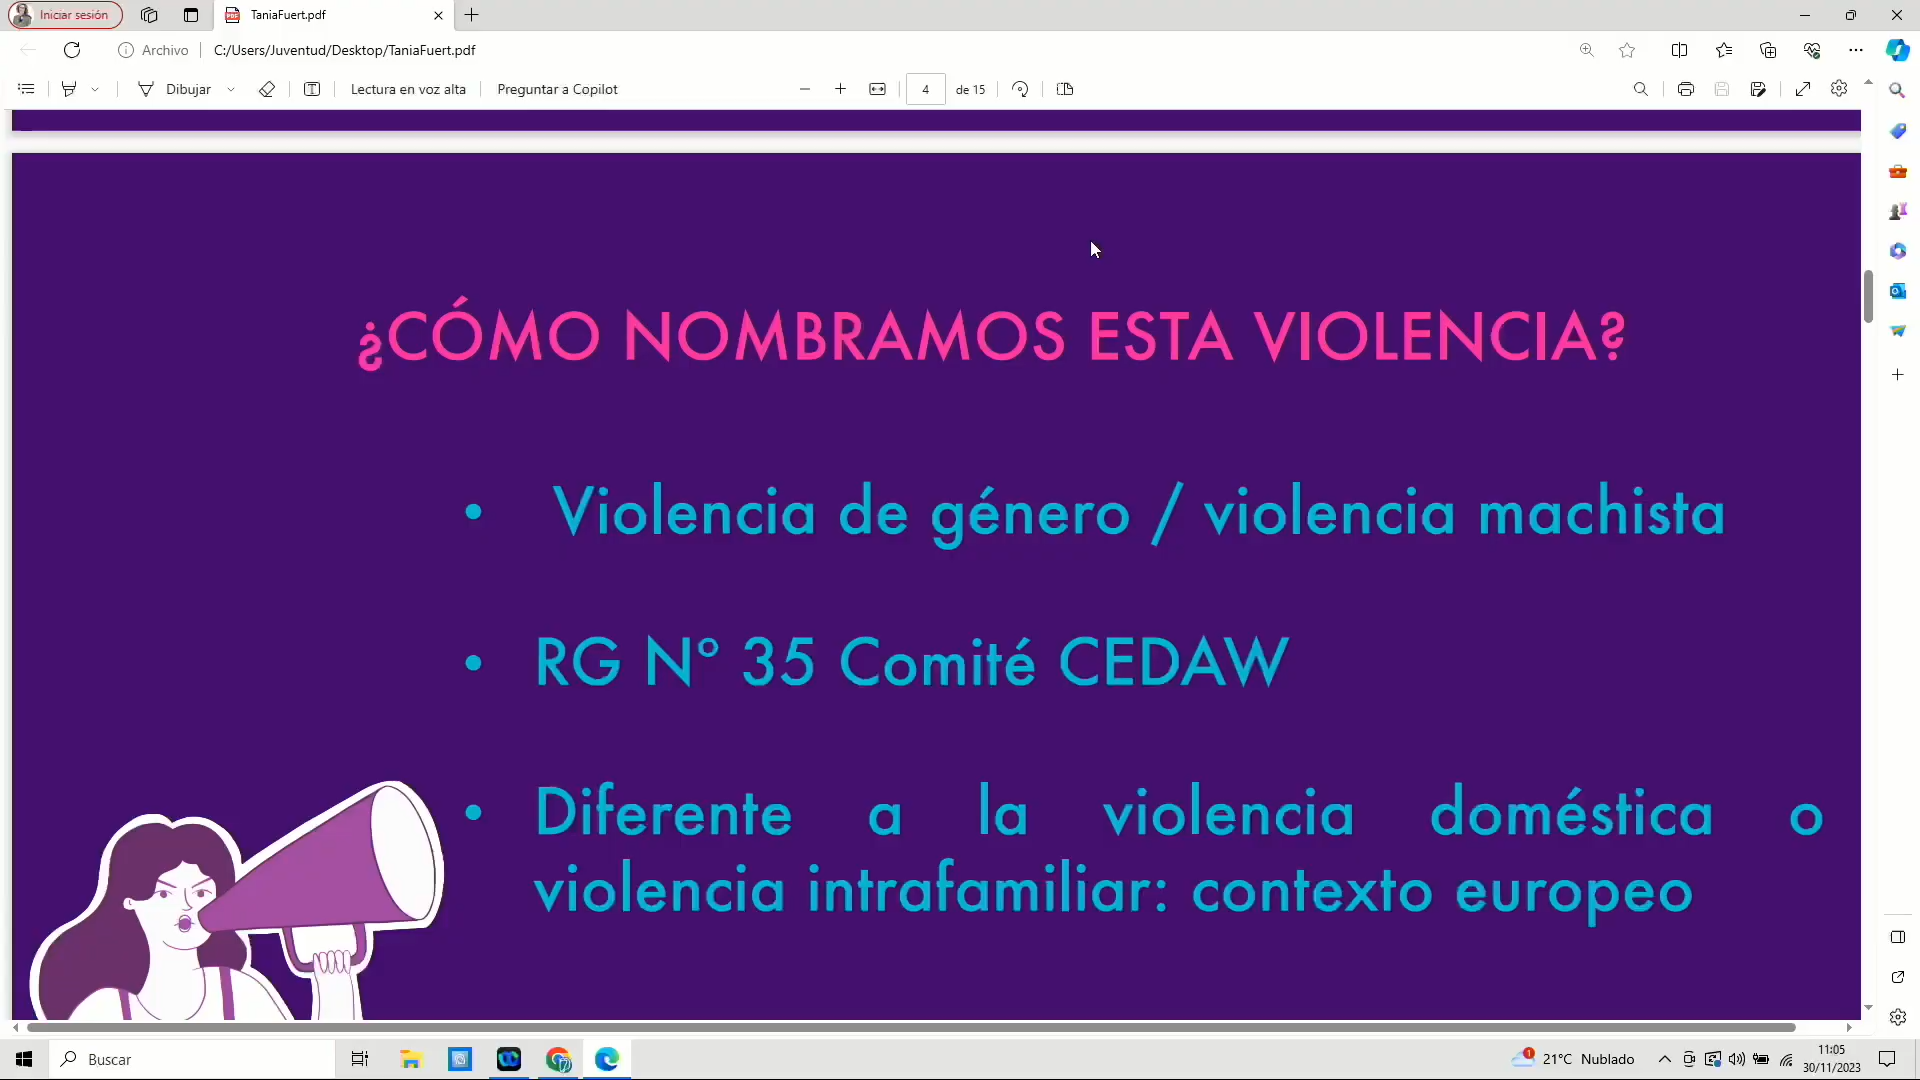 Iniciar sesión
TaniaFuert.pdf
Archivo
C:/Users/Juventud/Desktop/TaniaFuert.pdf
Dibujar
Lectura en voz alta
Preguntar a Copilot
4
de 15
¿CÓMO NOMBRAMOS ESTA VIOLENCIA?
• Violencia de género / violencia machista
• RG Nº 35 Comité CEDAW
• Diferente a la violencia doméstica o
violencia intrafamiliar: contexto europeo
Buscar
1
21°C Nublado
11:05
30/11/2023